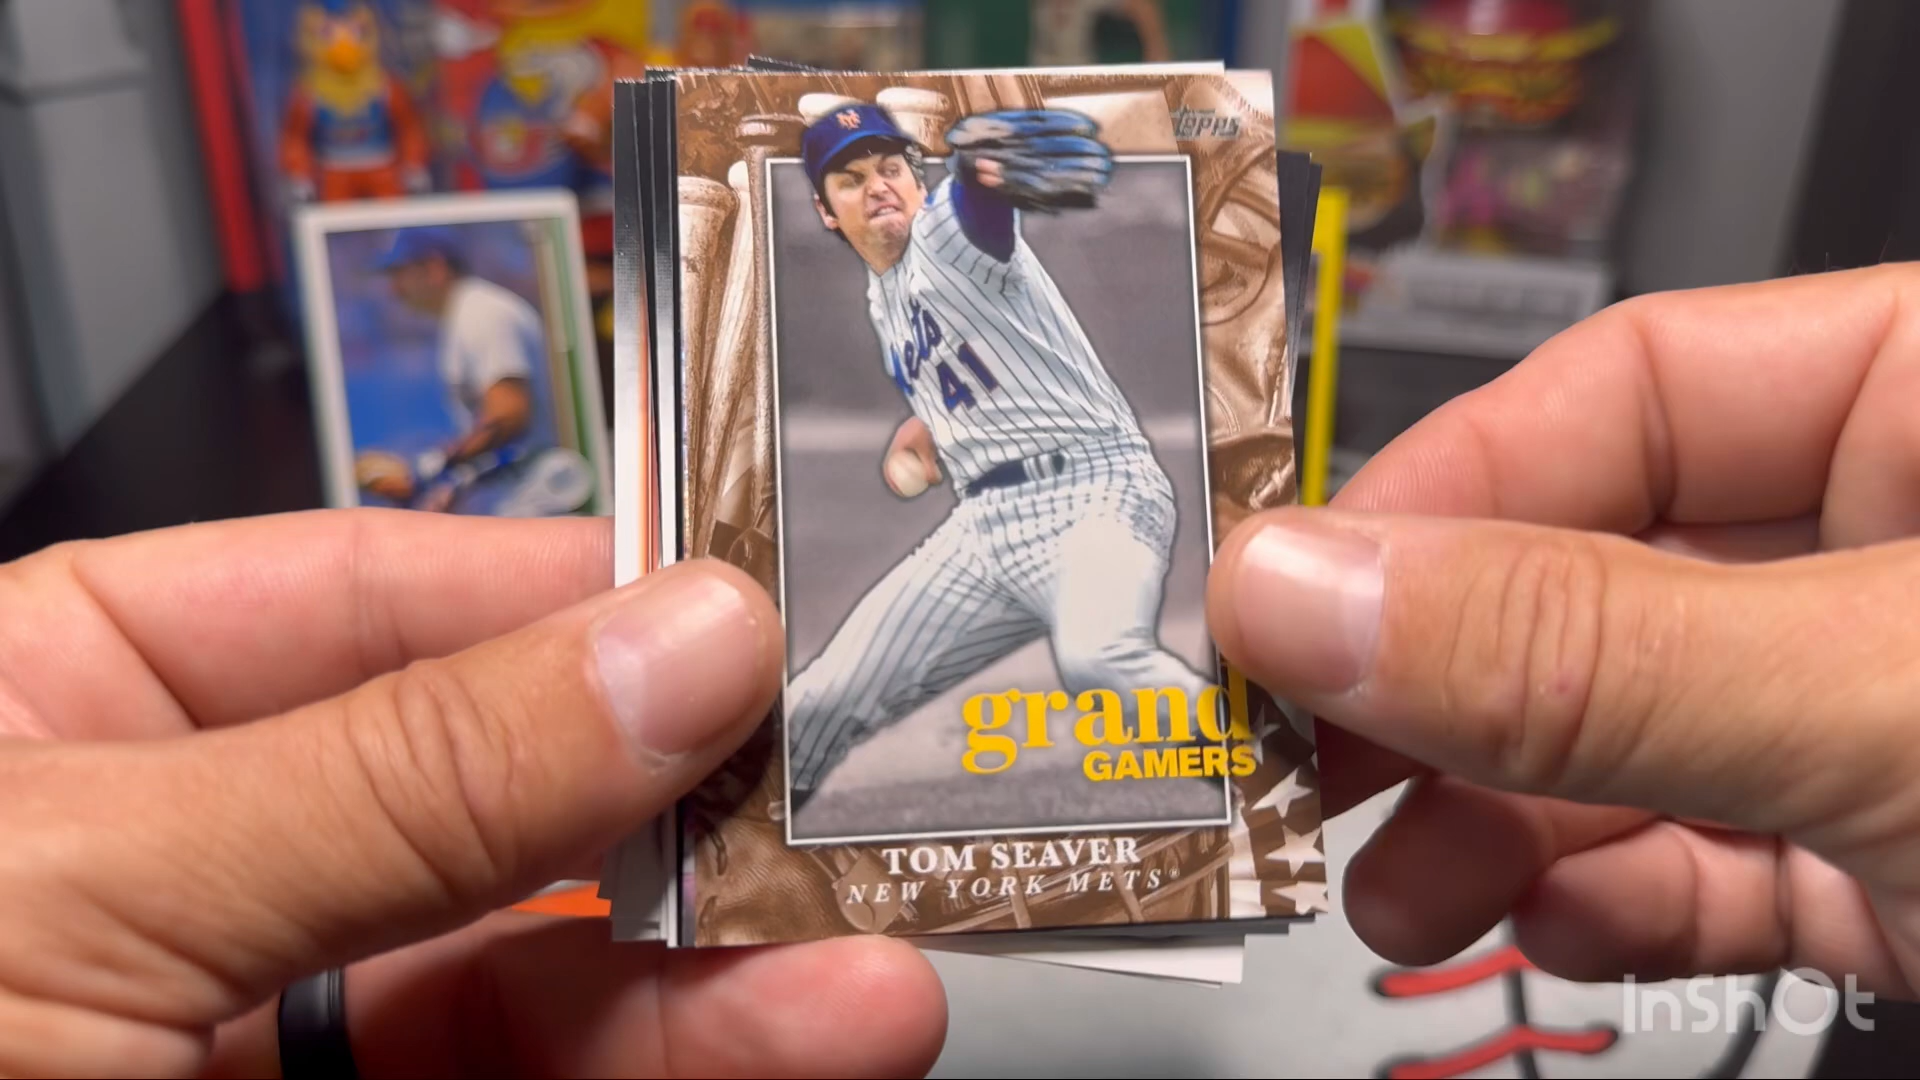 Topps
Mets
41
grand
GAMERS
TOM SEAVER
NEW YORK METS®
InShOt